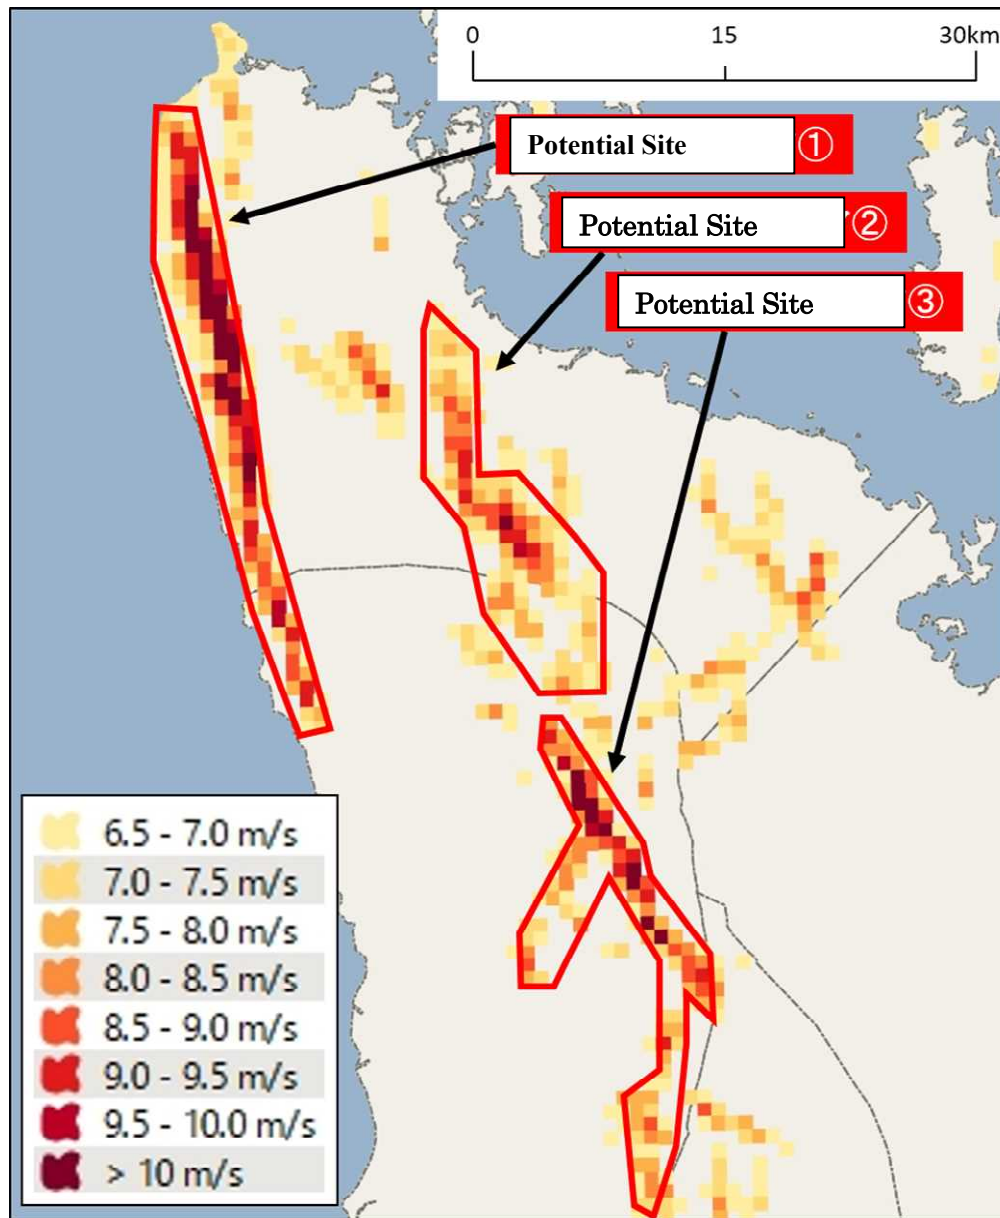 0 15 30km
Potential Site ①
Potential Site ②
Potential Site ③
6.5 - 7.0 m/s
7.0 - 7.5 m/s
7.5 - 8.0 m/s
8.0 - 8.5 m/s
8.5 - 9.0 m/s
9.0 - 9.5 m/s
9.5 - 10.0 m/s
> 10 m/s